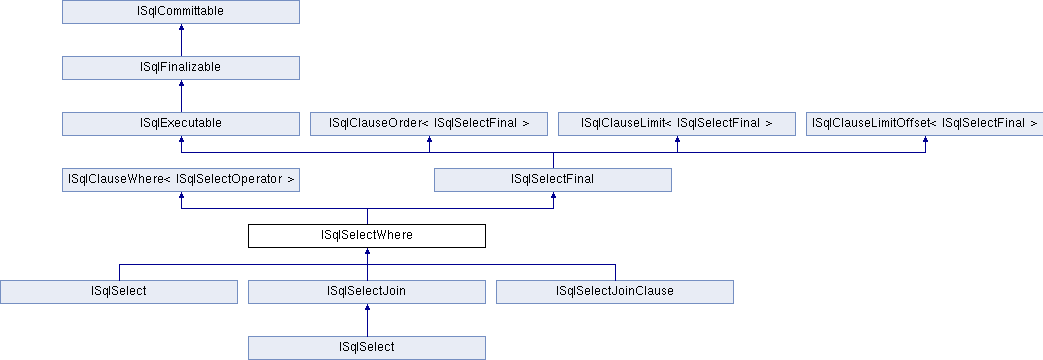 ISqlCommittable
ISqlFinalizable
ISqlExecutable
ISqlClauseOrder< ISqlSelectFinal >
ISqlClauseLimit< ISqlSelectFinal >
ISqlClauseLimitOffset< ISqlSelectFinal >
ISqlClauseWhere< ISqlSelectOperator >
ISqlSelectFinal
ISqlSelectWhere
ISqlSelect
ISqlSelectJoin
ISqlSelectJoinClause
ISqlSelect